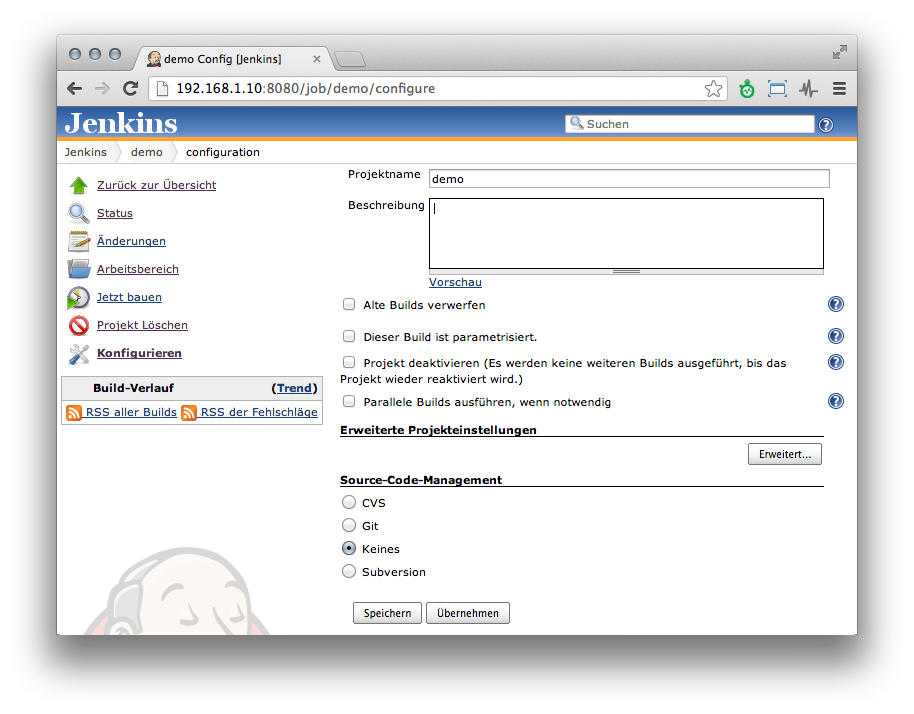 demo Config [Jenkins]
192.168.1.10:8080/job/demo/configure
Jenkins
Suchen
Jenkins demo configuration
Zurück zur Übersicht
Status
Änderungen
Arbeitsbereich
Jetzt bauen
Projekt Löschen
Konfigurieren
Build-Verlauf (Trend)
RSS aller Builds RSS der Fehlschläge
Projektname demo
Beschreibung
Vorschau
Alte Builds verwerfen
Dieser Build ist parametrisiert.
Projekt deaktivieren (Es werden keine weiteren Builds ausgeführt, bis das
Projekt wieder reaktiviert wird.)
Parallele Builds ausführen, wenn notwendig
Erweiterte Projekteinstellungen
Erweitert...
Source-Code-Management
CVS
Git
Keines
Subversion
Speichern Übernehmen